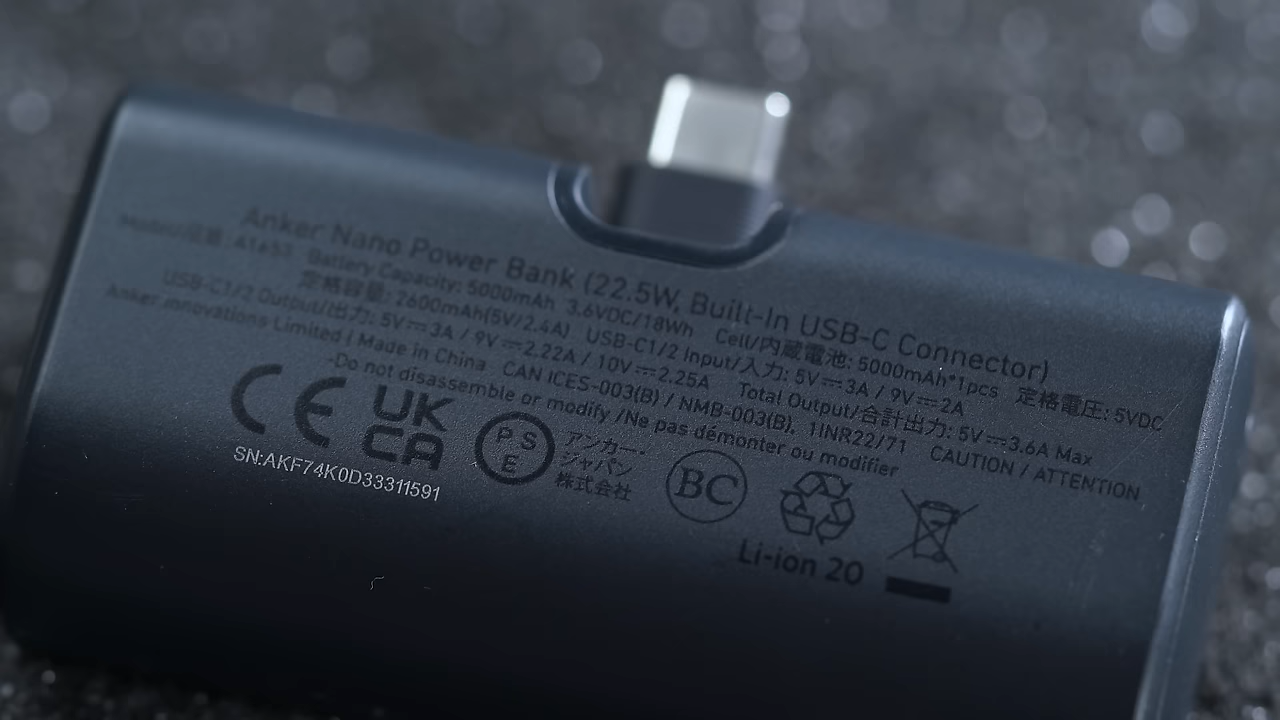 Anker Nano Power Bank (22.5W, Built-In USB-C Connector)
Model/型番: A1653 Battery Capacity: 5000mAh 3.6VDC/18Wh Cell/内蔵電池: 5000mAh*1pcs 定格電圧: 5VDC
定格容量: 2600mAh(5V/2.4A) USB-C1/2 Input/入力: 5V⎓3A / 9V⎓2A
USB-C1/2 Output/出力: 5V⎓3A / 9V⎓2.22A / 10V⎓2.25A Total Output/合計出力: 5V⎓3.6A Max
Anker Innovations Limited | Made in China CAN ICES-003(B) / NMB-003(B). 1INR22/71 CAUTION / ATTENTION
-Do not disassemble or modify /Ne pas démonter ou modifier
CE
UK
CA
PS
E
アンカー・
ジャパン
株式会社
BC
SN:AKF74K0D33311591
Li-ion 20